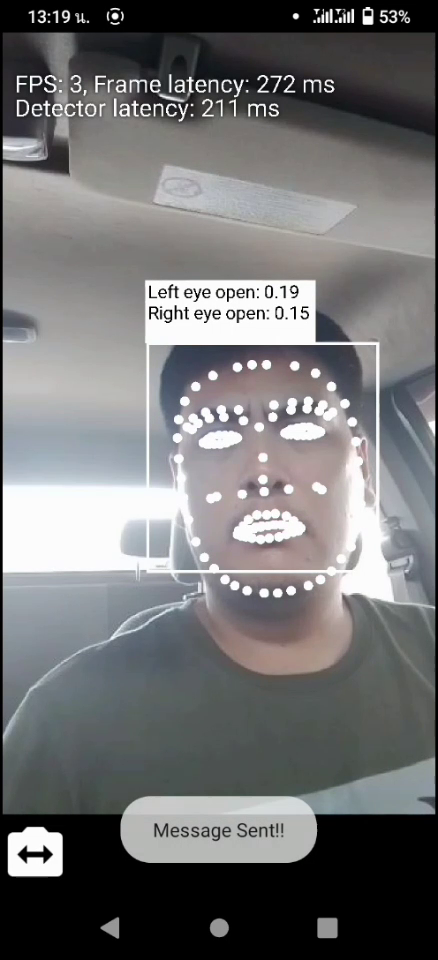 13:19 น. 53%
FPS: 3, Frame latency: 272 ms
Detector latency: 211 ms
Left eye open: 0.19
Right eye open: 0.15
Message Sent!!